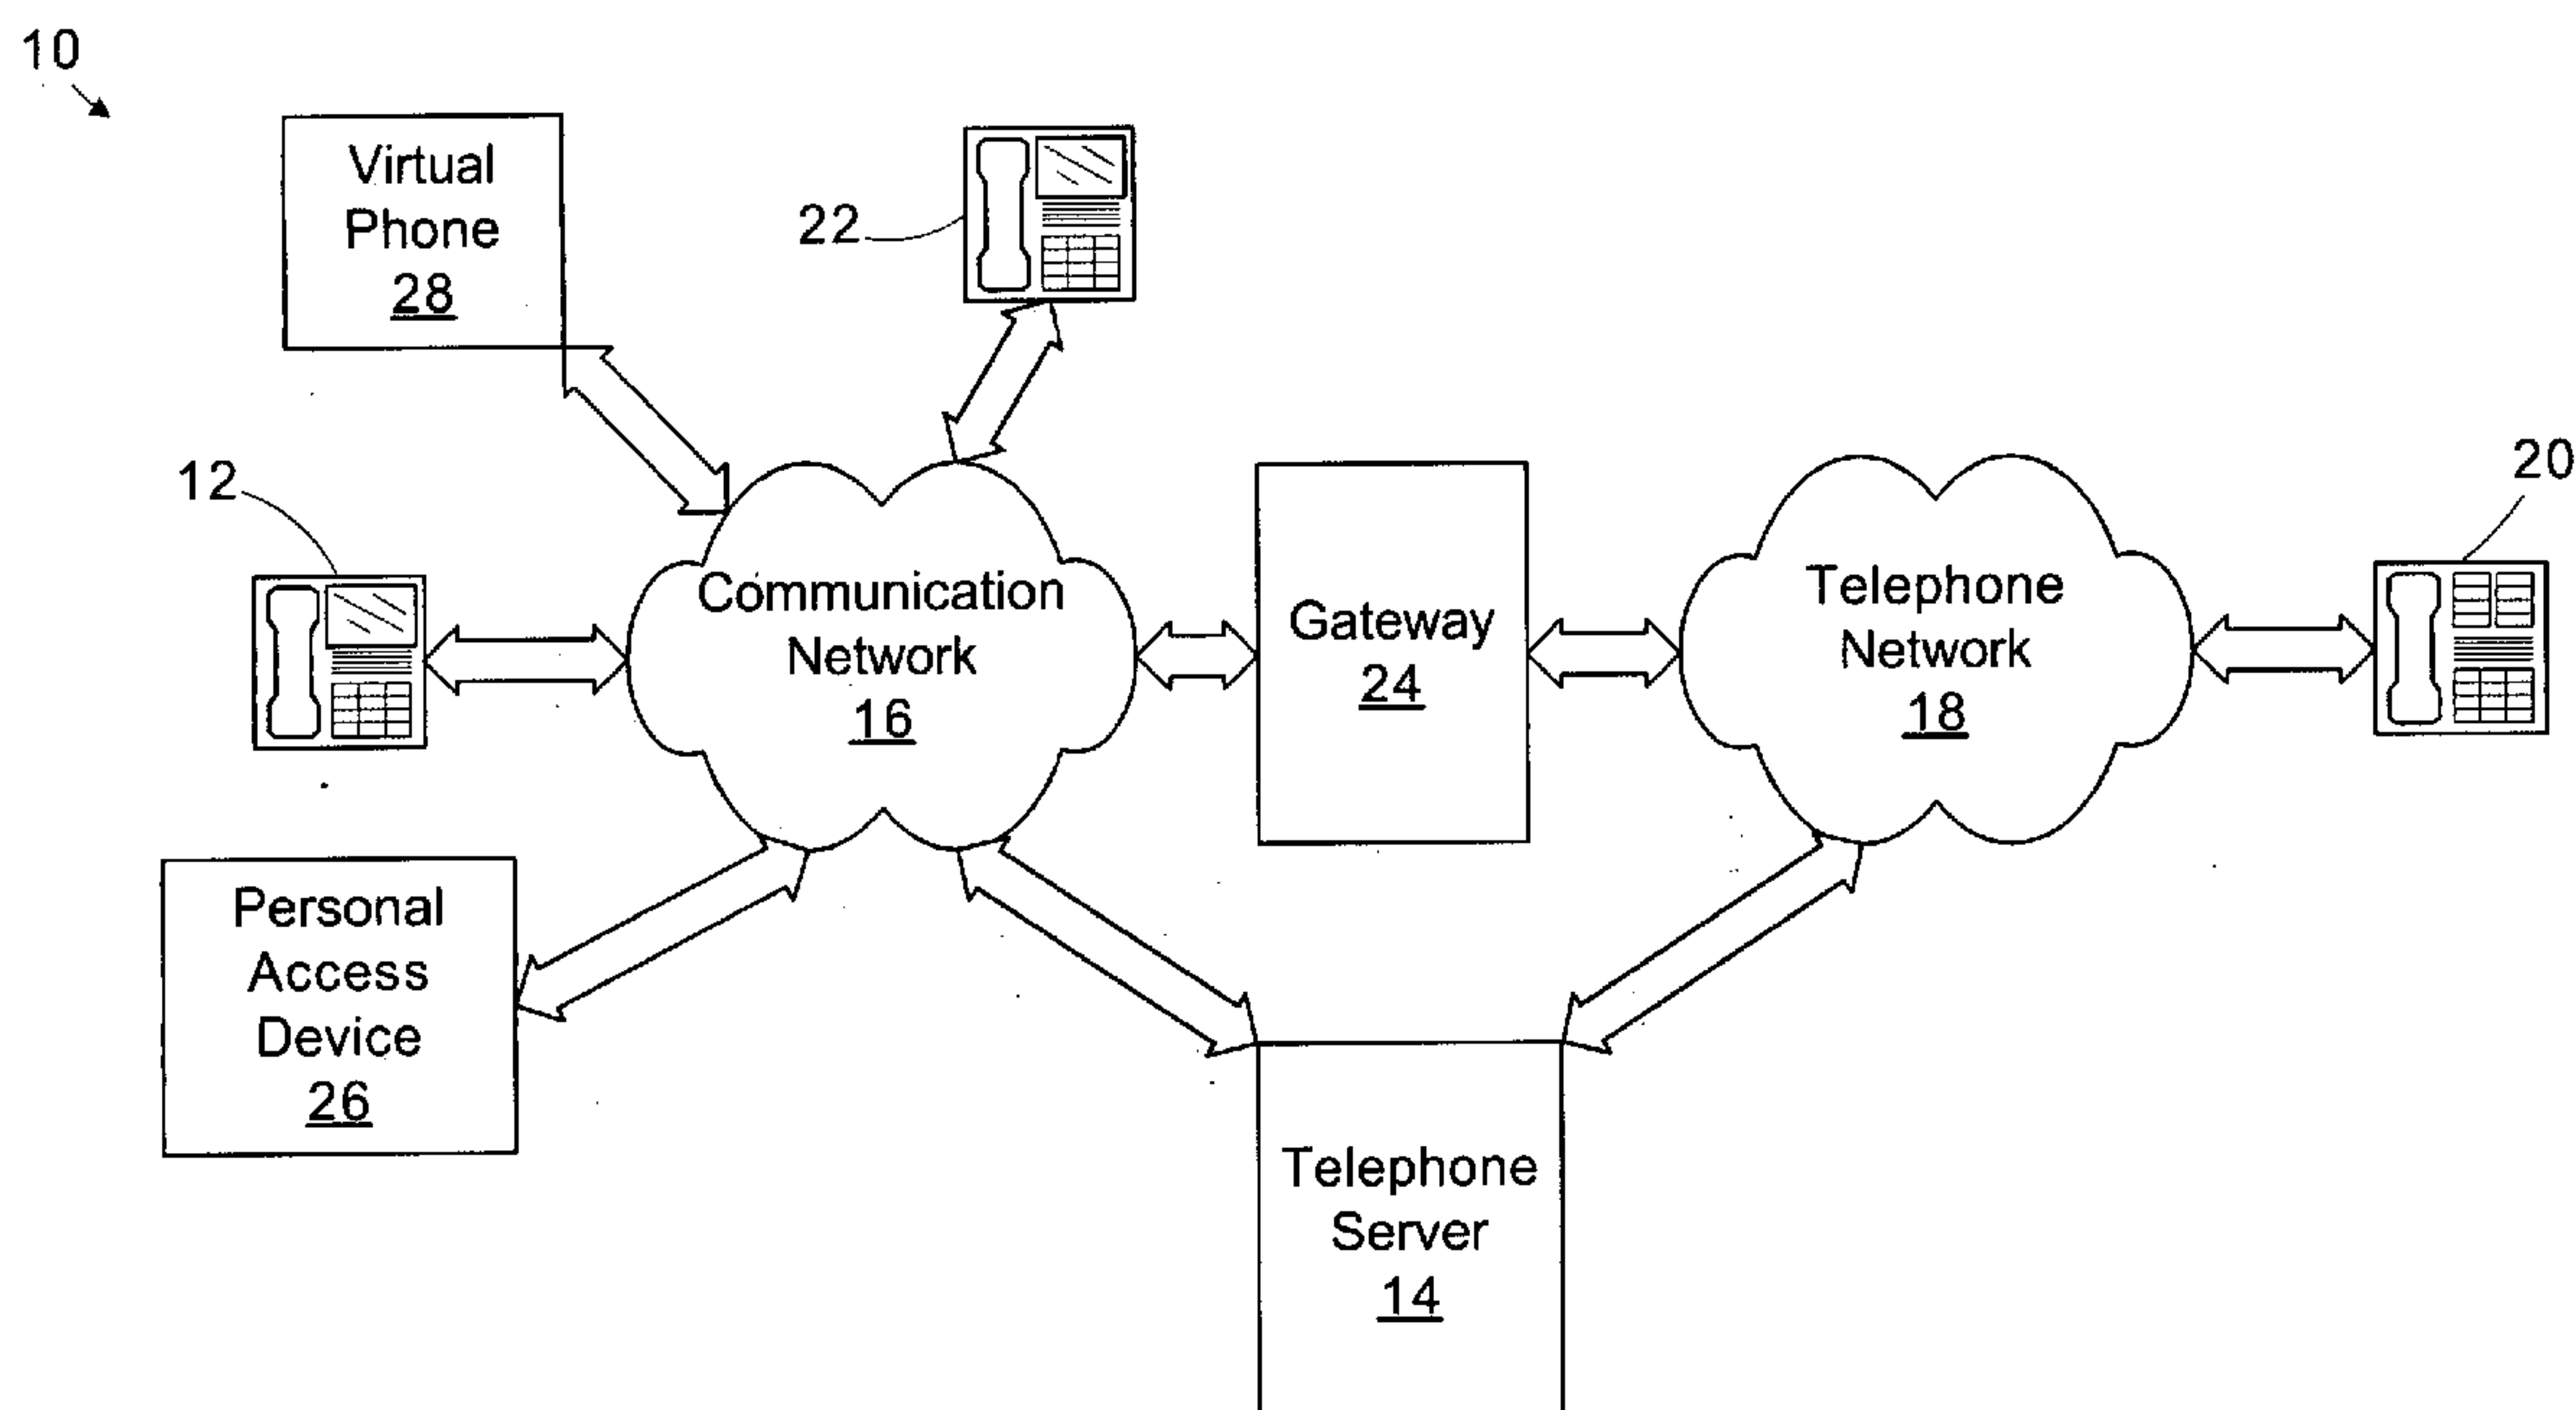 10
Virtual
Phone
28
22
12
20
Communication
Network
16
Gateway
24
Telephone
Network
18
Personal
Access
Device
26
Telephone
Server
14